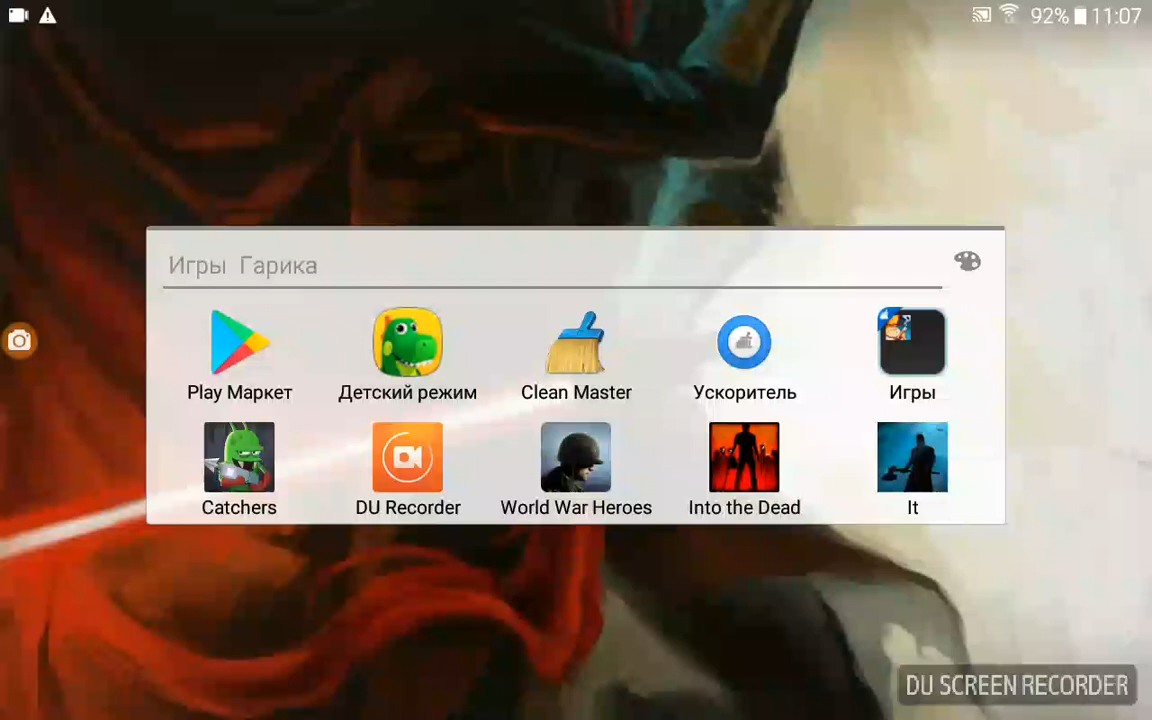 92% 11:07
Игры Гарика
Play Маркет
Детский режим
Clean Master
Ускоритель
Игры
Catchers
DU Recorder
World War Heroes
Into the Dead
It
DU SCREEN RECORDER